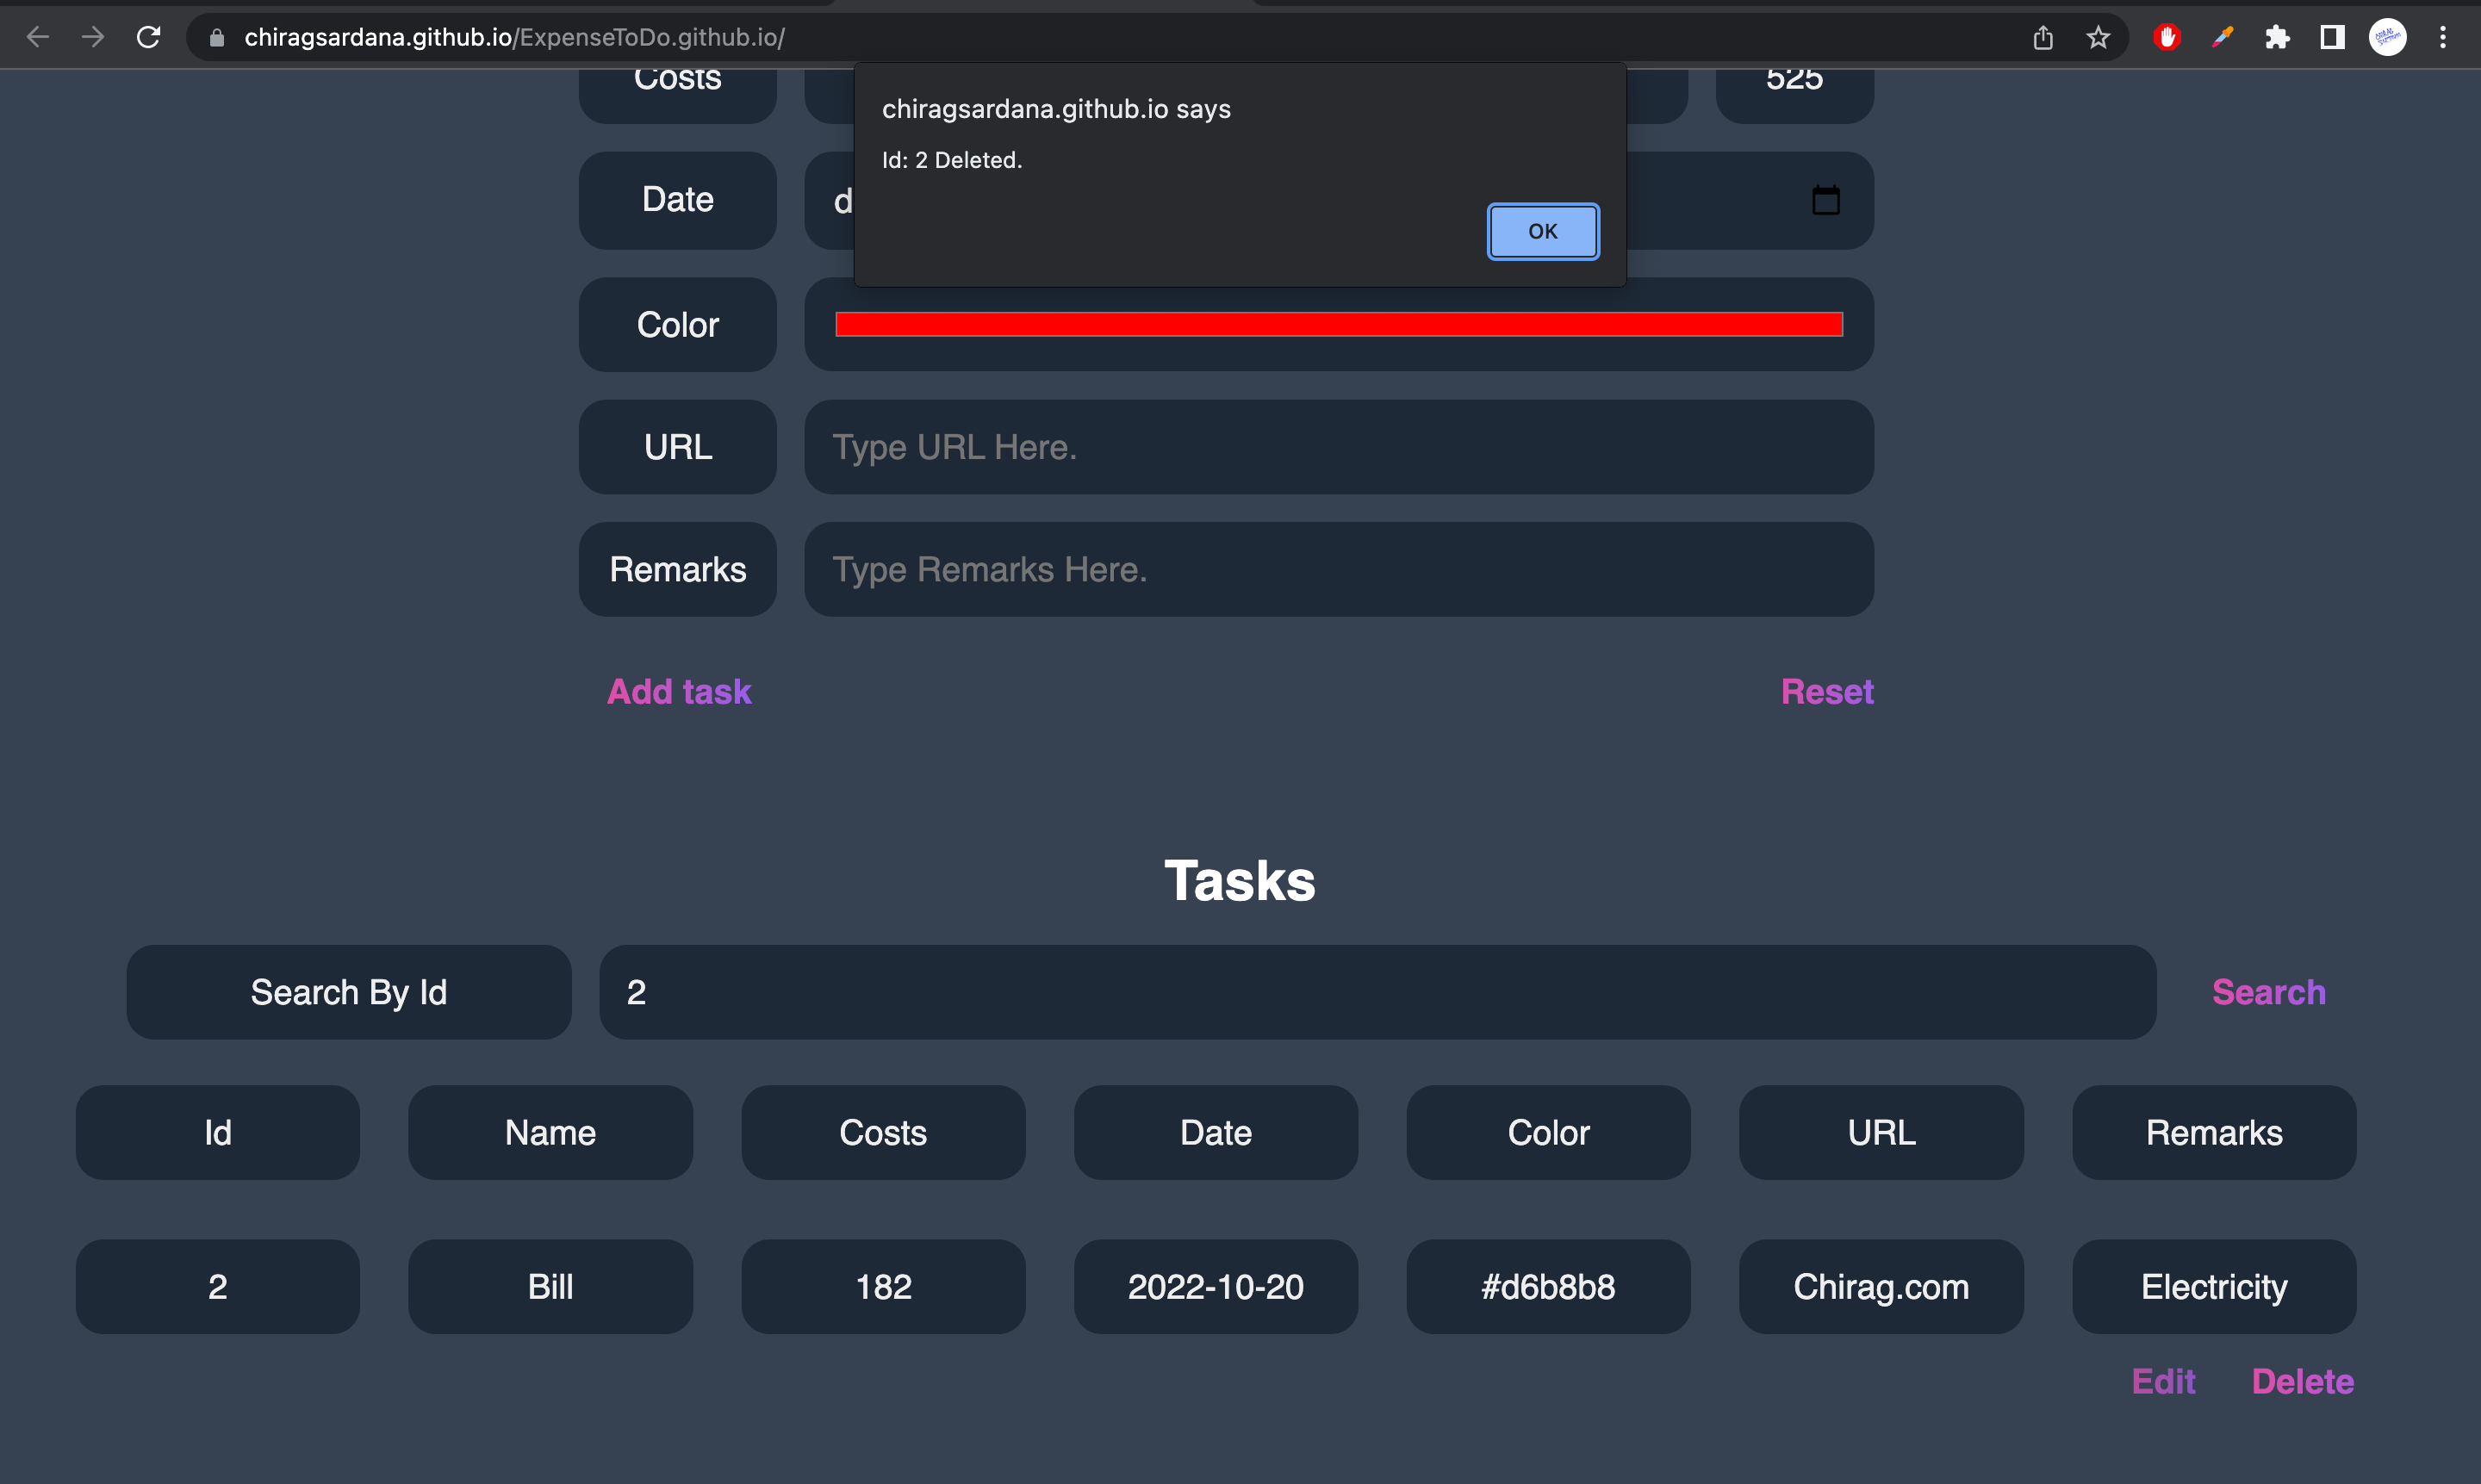 chiragsardana.github.io/ExpenseToDo.github.io/
chiragsardana.github.io says
Id: 2 Deleted.
OK
Costs
525
Date
d
Color
URL
Type URL Here.
Remarks
Type Remarks Here.
Add task
Reset
Tasks
Search By Id
2
Search
Id Name Costs Date Color URL Remarks
2 Bill 182 2022-10-20 #d6b8b8 Chirag.com Electricity
Edit Delete